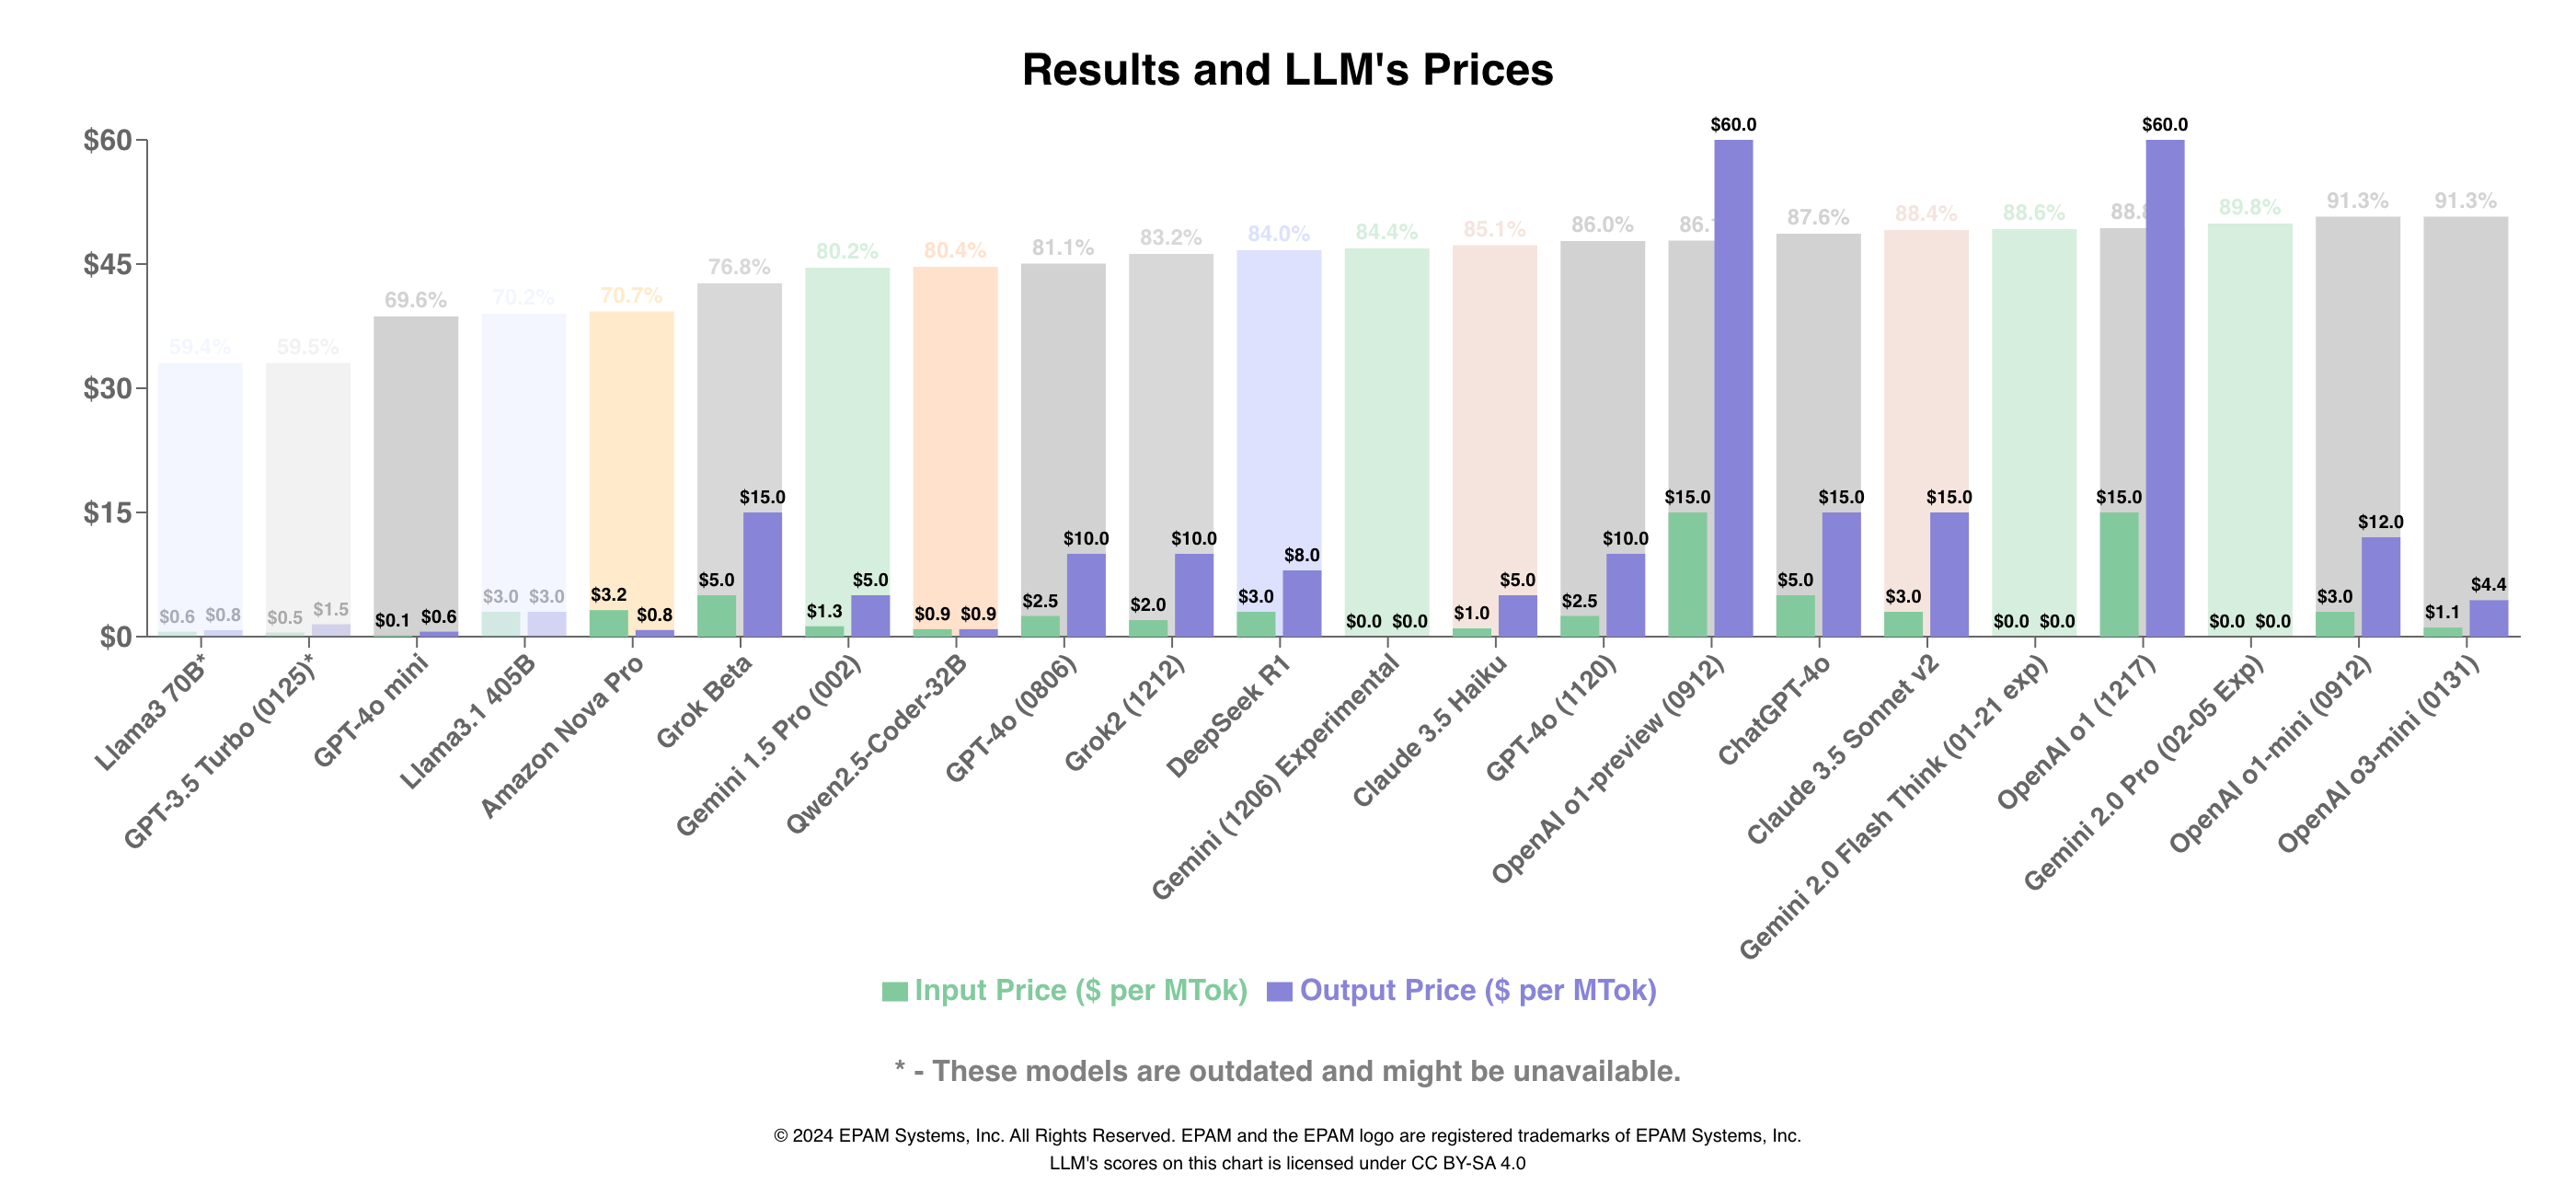 Results and LLM's Prices
$60
$45
$30
$15
$0
59.4%
59.5%
69.6%
70.2%
70.7%
76.8%
80.2%
80.4%
81.1%
83.2%
84.0%
84.4%
85.1%
86.0%
87.6%
88.4%
88.6%
89.8%
91.3%
91.3%
$0.6 $0.8
$0.5 $1.5
$0.1 $0.6
$3.0 $3.0
$3.2 $0.8
$5.0 $15.0
$1.3 $5.0
$0.9 $0.9
$2.5 $10.0
$2.0 $10.0
$3.0 $8.0
$0.0 $0.0
$1.0 $5.0
$2.5 $10.0
$15.0 $60.0
$5.0 $15.0
$3.0 $15.0
$0.0 $0.0
$15.0 $60.0
$0.0 $0.0
$3.0 $12.0
$1.1 $4.4
Llama3 70B*
GPT-3.5 Turbo (0125)*
GPT-4o mini
Llama3.1 405B
Amazon Nova Pro
Grok Beta
Gemini 1.5 Pro (002)
Qwen2.5-Coder-32B
GPT-4o (0806)
Grok2 (1212)
DeepSeek R1
Gemini (1206) Experimental
Claude 3.5 Haiku
GPT-4o (1120)
OpenAI o1-preview (0912)
ChatGPT-4o
Claude 3.5 Sonnet v2
Gemini 2.0 Flash Think (01-21 exp)
OpenAI o1 (1217)
Gemini 2.0 Pro (02-05 Exp)
OpenAI o1-mini (0912)
OpenAI o3-mini (0131)
Input Price ($ per MTok) Output Price ($ per MTok)
* - These models are outdated and might be unavailable.
© 2024 EPAM Systems, Inc. All Rights Reserved. EPAM and the EPAM logo are registered trademarks of EPAM Systems, Inc.
LLM's scores on this chart is licensed under CC BY-SA 4.0